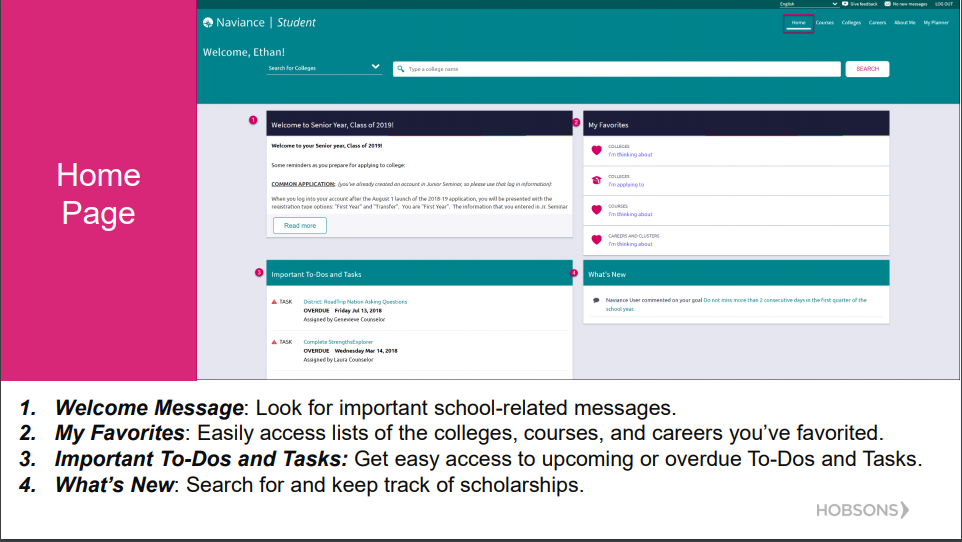 English
Give feedback
No new messages
LOG OUT
Naviance | Student
Home
Courses
Colleges
Careers
About Me
My Planner
Welcome, Ethan!
Search for Colleges
Type a college name
SEARCH
Home
Page
1
Welcome to Senior Year, Class of 2019!
Welcome to your Senior year, Class of 2019!
Some reminders as you prepare for applying to college:
COMMON APPLICATION: (you've already created an account in Junior Seminar, so please use that log in information):
When you log into your account after the August 1 launch of the 2018-19 application, you will be presented with the
registration type options: "First Year" and "Transfer". You are "First Year". The information that you entered in Jr. Seminar
Read more
2
My Favorites
COLLEGES
I'm thinking about
COLLEGES
I'm applying to
COURSES
I'm thinking about
CAREERS AND CLUSTERS
I'm thinking about
3
Important To-Dos and Tasks
TASK
District: RoadTrip Nation Asking Questions
OVERDUE Friday Jul 13, 2018
Assigned by Genevieve Counselor
TASK
Complete StrengthsExplorer
OVERDUE Wednesday Mar 14, 2018
Assigned by Laura Counselor
4
What's New
Naviance User commented on your goal Do not miss more than 2 consecutive days in the first quarter of the
school year.
1. Welcome Message: Look for important school-related messages.
2. My Favorites: Easily access lists of the colleges, courses, and careers you've favorited.
3. Important To-Dos and Tasks: Get easy access to upcoming or overdue To-Dos and Tasks.
4. What's New: Search for and keep track of scholarships.
HOBSONS